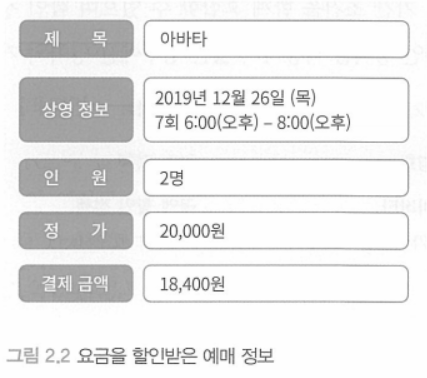 제 목 아바타
상영 정보 2019년 12월 26일 (목)
7회 6:00(오후) – 8:00(오후)
인 원 2명
정 가 20,000원
결제 금액 18,400원
그림 2.2 요금을 할인받은 예매 정보